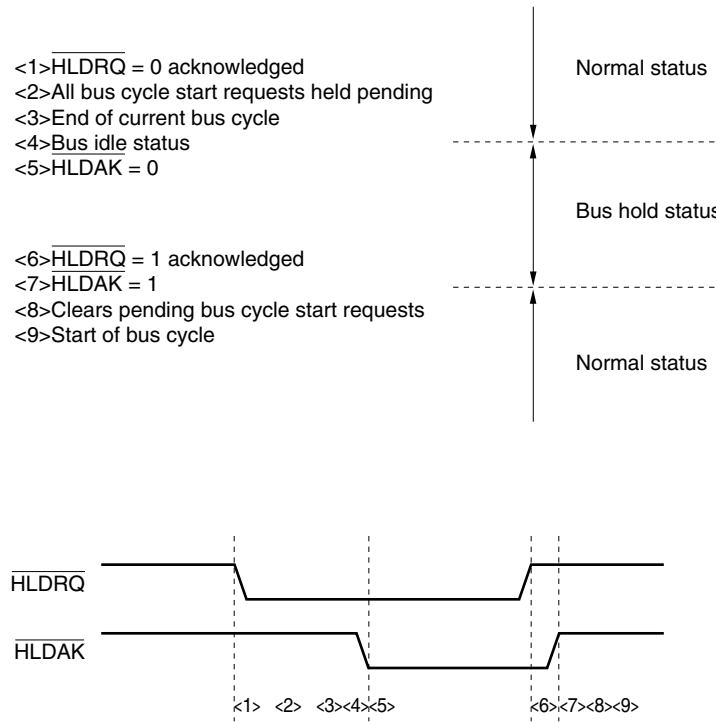 <1>HLDRQ = 0 acknowledged
<2>All bus cycle start requests held pending
<3>End of current bus cycle
<4>Bus idle status
<5>HLDAK = 0
Normal status
Bus hold status
<6>HLDRQ = 1 acknowledged
<7>HLDAK = 1
<8>Clears pending bus cycle start requests
<9>Start of bus cycle
Normal status
HLDRQ
HLDAK
<1> <2> <3><4><5> <6><7><8><9>